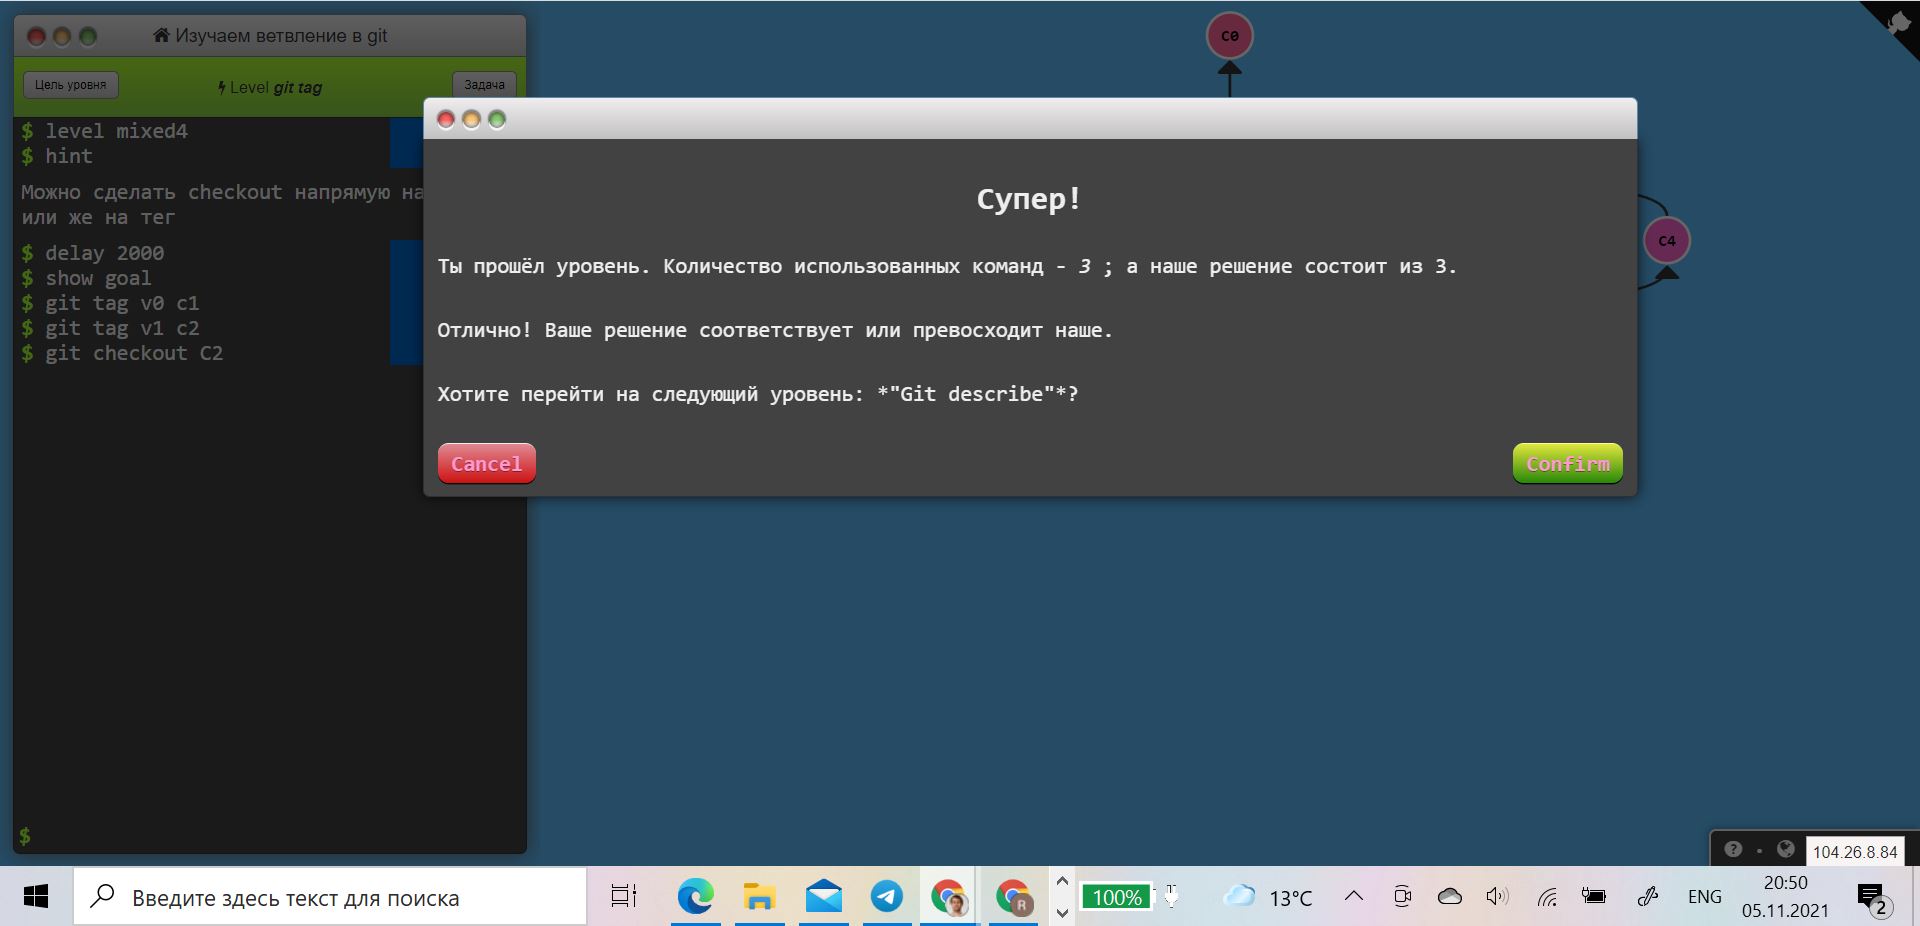 Изучаем ветвление в git
Цель уровня
Level git tag
Задача
$ level mixed4
$ hint
Можно сделать checkout напрямую на
или же на тег
$ delay 2000
$ show goal
$ git tag v0 c1
$ git tag v1 c2
$ git checkout C2
$
C0
C4
Супер!
Ты прошёл уровень. Количество использованных команд - 3 ; а наше решение состоит из 3.
Отлично! Ваше решение соответствует или превосходит наше.
Хотите перейти на следующий уровень: *"Git describe"*?
Cancel
Confirm
?
104.26.8.84
Введите здесь текст для поиска
R
100%
13°C
ENG
20:50
05.11.2021
2